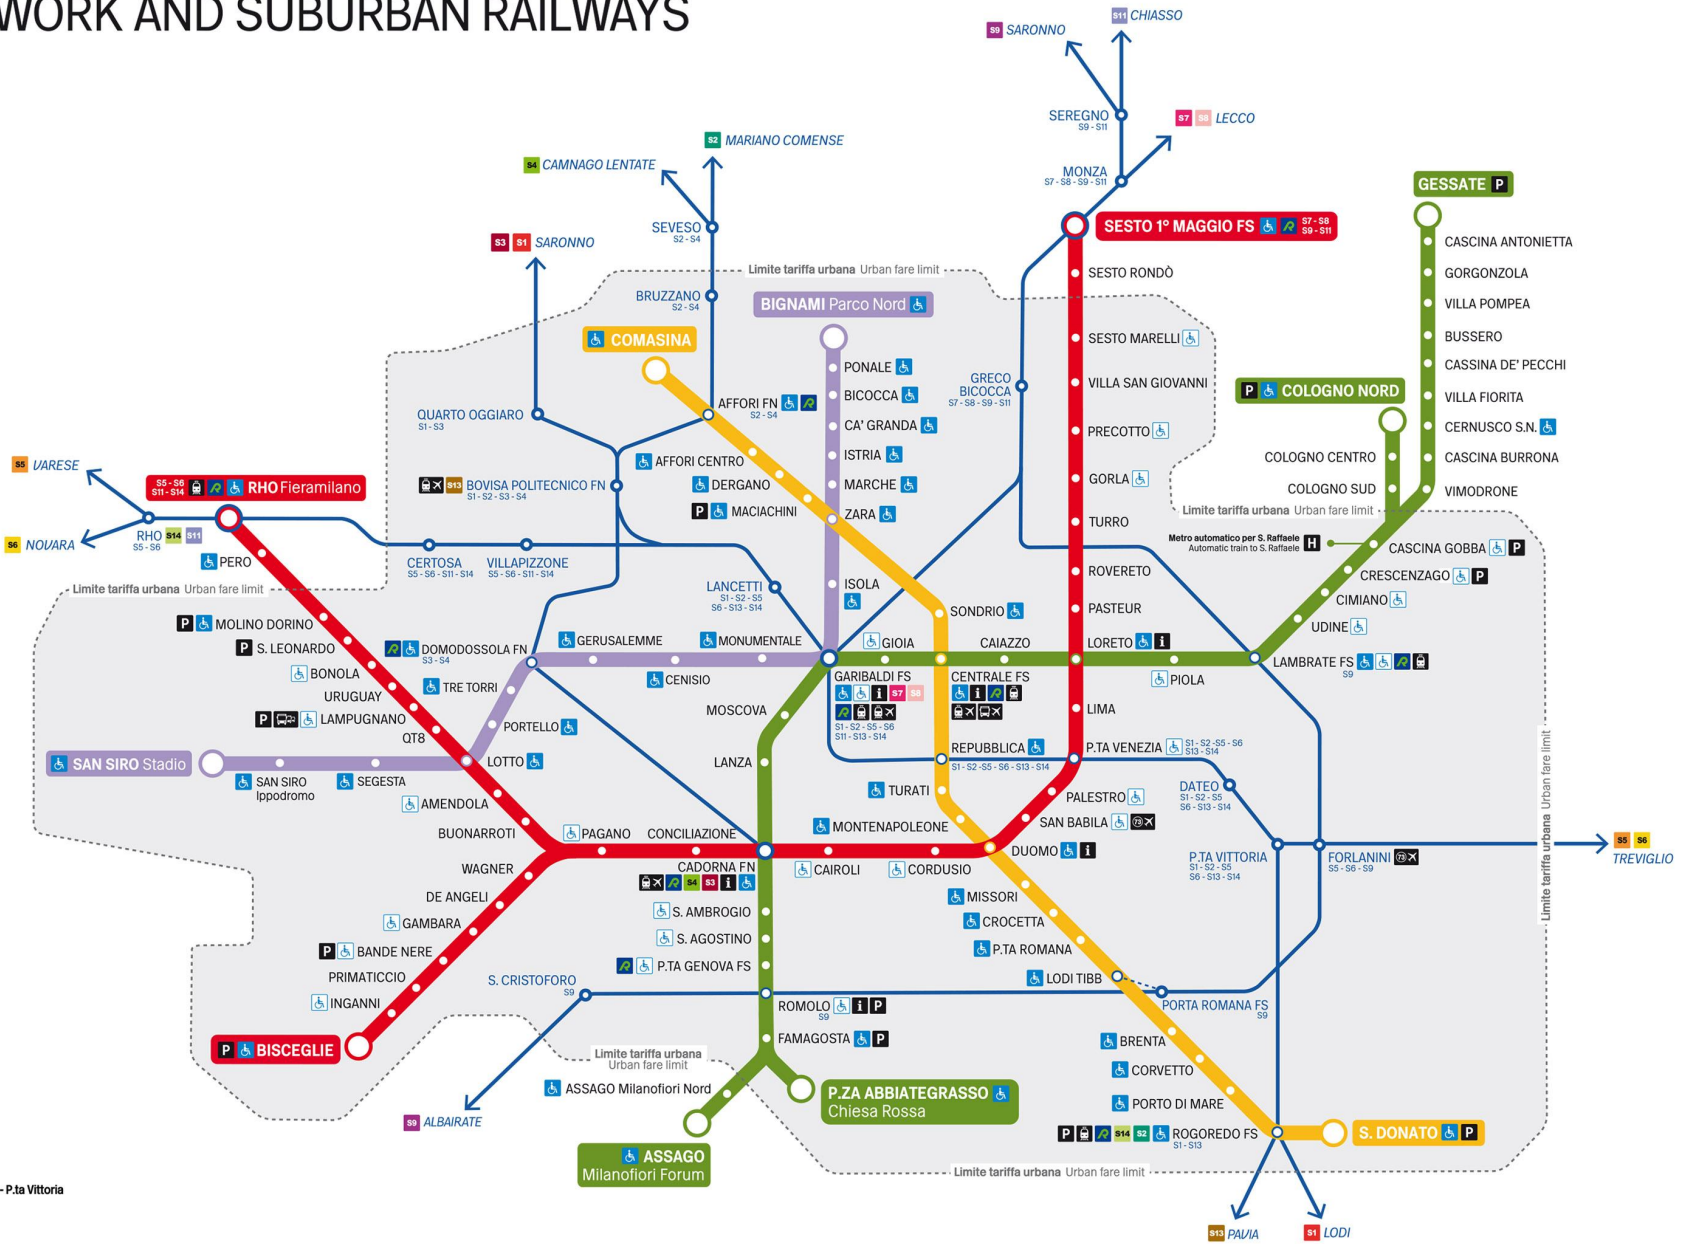 WORK AND SUBURBAN RAILWAYS
S9 SARONNO
S11 CHIASSO
SEREGNO
S9 - S11
S7 S8 LECCO
MONZA
S7 - S8 - S9 - S11
S2 MARIANO COMENSE
S4 CAMNAGO LENTATE
SEVESO
S2 - S4
S3 S1 SARONNO
BRUZZANO
S2 - S4
Limite tariffa urbana Urban fare limit
GESSATE P
SESTO 1° MAGGIO FS
S7 - S8
S9 - S11
CASCINA ANTONIETTA
GORGONZOLA
VILLA POMPEA
BUSSERO
CASSINA DE' PECCHI
VILLA FIORITA
CERNUSCO S.N.
CASCINA BURRONA
VIMODRONE
P COLOGNO NORD
COLOGNO CENTRO
COLOGNO SUD
Limite tariffa urbana Urban fare limit
SESTO RONDÒ
SESTO MARELLI
VILLA SAN GIOVANNI
PRECOTTO
GORLA
TURRO
ROVERETO
PASTEUR
LORETO i
LIMA
GRECO
BICOCCA
S7 - S8 - S9 - S11
BIGNAMI Parco Nord
PONALE
BICOCCA
CA' GRANDA
ISTRIA
MARCHE
ZARA
ISOLA
COMASINA
AFFORI FN R
S2 - S4
AFFORI CENTRO
DERGANO
P MACIACHINI
QUARTO OGGIARO
S1 - S3
S13 BOVISA POLITECNICO FN
S1 - S2 - S3 - S4
S5 VARESE
S6 NOVARA
RHO S14 S11
S5 - S6
S5 - S6
S11 - S14
R RHO Fieramilano
PERO
CERTOSA
S5 - S6 - S11 - S14
VILLAPIZZONE
S5 - S6 - S11 - S14
LANCETTI
S1 - S2 - S5
S6 - S13 - S14
Limite tariffa urbana Urban fare limit
P MOLINO DORINO
P S. LEONARDO
BONOLA
URUGUAY
P LAMPUGNANO
QT8
R DOMODOSSOLA FN
S3 - S4
GERUSALEMME
CENISIO
MONUMENTALE
TRE TORRI
PORTELLO
LOTTO
SAN SIRO Stadio
SAN SIRO
Ippodromo
SEGESTA
AMENDOLA
BUONARROTI
PAGANO
CONCILIAZIONE
WAGNER
DE ANGELI
GAMBARA
P BANDE NERE
PRIMATICCIO
INGANNI
P BISCEGLIE
Metro automatico per S. Raffaele
Automatic train to S. Raffaele
H
CASCINA GOBBA P
CRESCENZAGO P
CIMIANO
UDINE
LAMBRATE FS R
S9
PIOLA
SONDRIO
GIOIA
CAIAZZO
GARIBALDI FS
i S7 S8
R
S1 - S2 - S5 - S6
S11 - S13 - S14
CENTRALE FS
i R
MOSCOVA
LANZA
REPUBBLICA
S1 - S2 - S5 - S6 - S13 - S14
P.TA VENEZIA
S1 - S2 - S5 - S6
S13 - S14
TURATI
MONTENAPOLEONE
PALESTRO
SAN BABILA 73
DUOMO i
CAIROLI
CORDUSIO
CADORNA FN
R S4 S3 i
S. AMBROGIO
S. AGOSTINO
R P.TA GENOVA FS
ROMOLO i P
S9
FAMAGOSTA P
MISSORI
CROCETTA
P.TA ROMANA
LODI TIBB
PORTA ROMANA FS
S9
BRENTA
CORVETTO
PORTO DI MARE
P R S14 S2 ROGOREDO FS
S1 - S13
S. DONATO P
DATEO
S1 - S2 - S5
S6 - S13 - S14
P.TA VITTORIA
S1 - S2 - S5
S6 - S13 - S14
FORLANINI 73
S5 - S6 - S9
Limite tariffa urbana Urban fare limit
S5 S6
TREVIGLIO
S. CRISTOFORO
S9
S9 ALBAIRATE
Limite tariffa urbana
Urban fare limit
ASSAGO Milanofiori Nord
ASSAGO
Milanofiori Forum
P.ZA ABBIATEGRASSO
Chiesa Rossa
Limite tariffa urbana Urban fare limit
S13 PAVIA
S1 LODI
- P.ta Vittoria